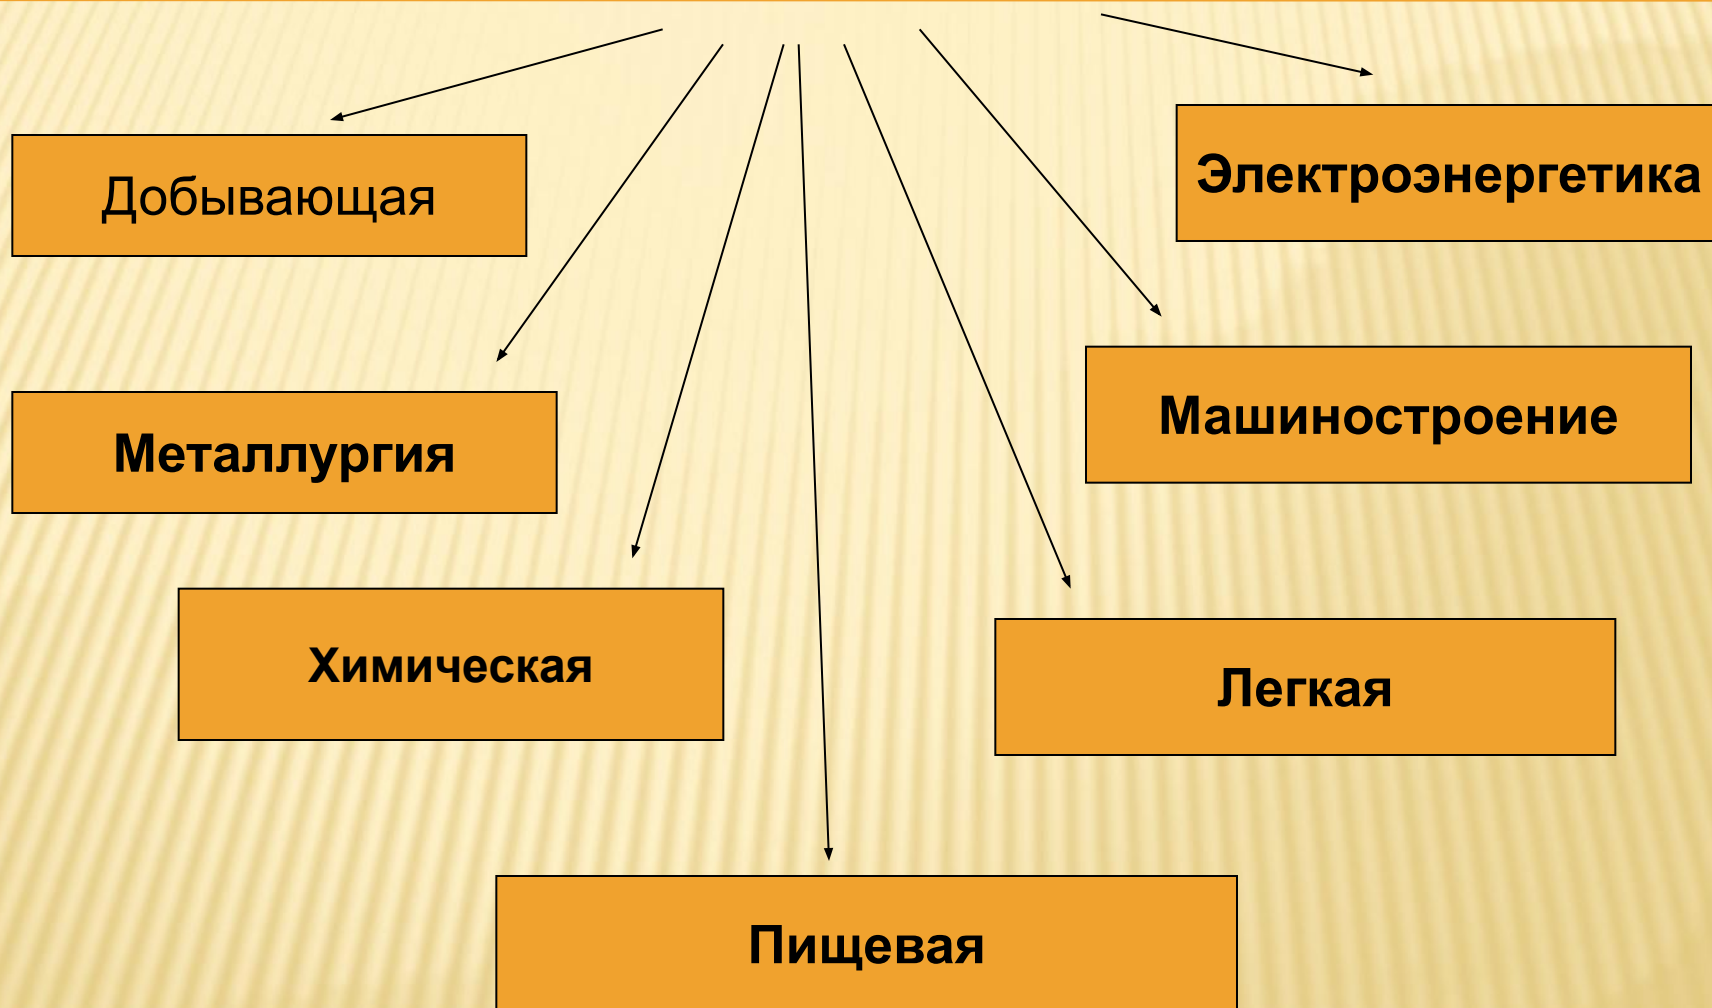 Добывающая
Электроэнергетика
Металлургия
Машиностроение
Химическая
Легкая
Пищевая